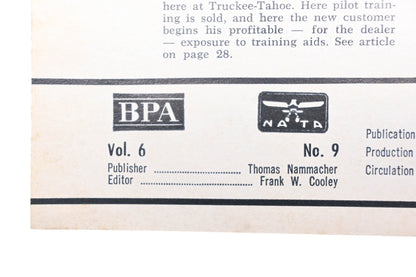 here at Truckee-Tahoe. Here pilot train-
ing is sold, and here the new customer
begins his profitable — for the dealer
— exposure to training aids. See article
on page 28.
BPA
NATA
Vol. 6 No. 9
Publisher Thomas Nammacher
Editor Frank W. Cooley
Publication
Production
Circulation